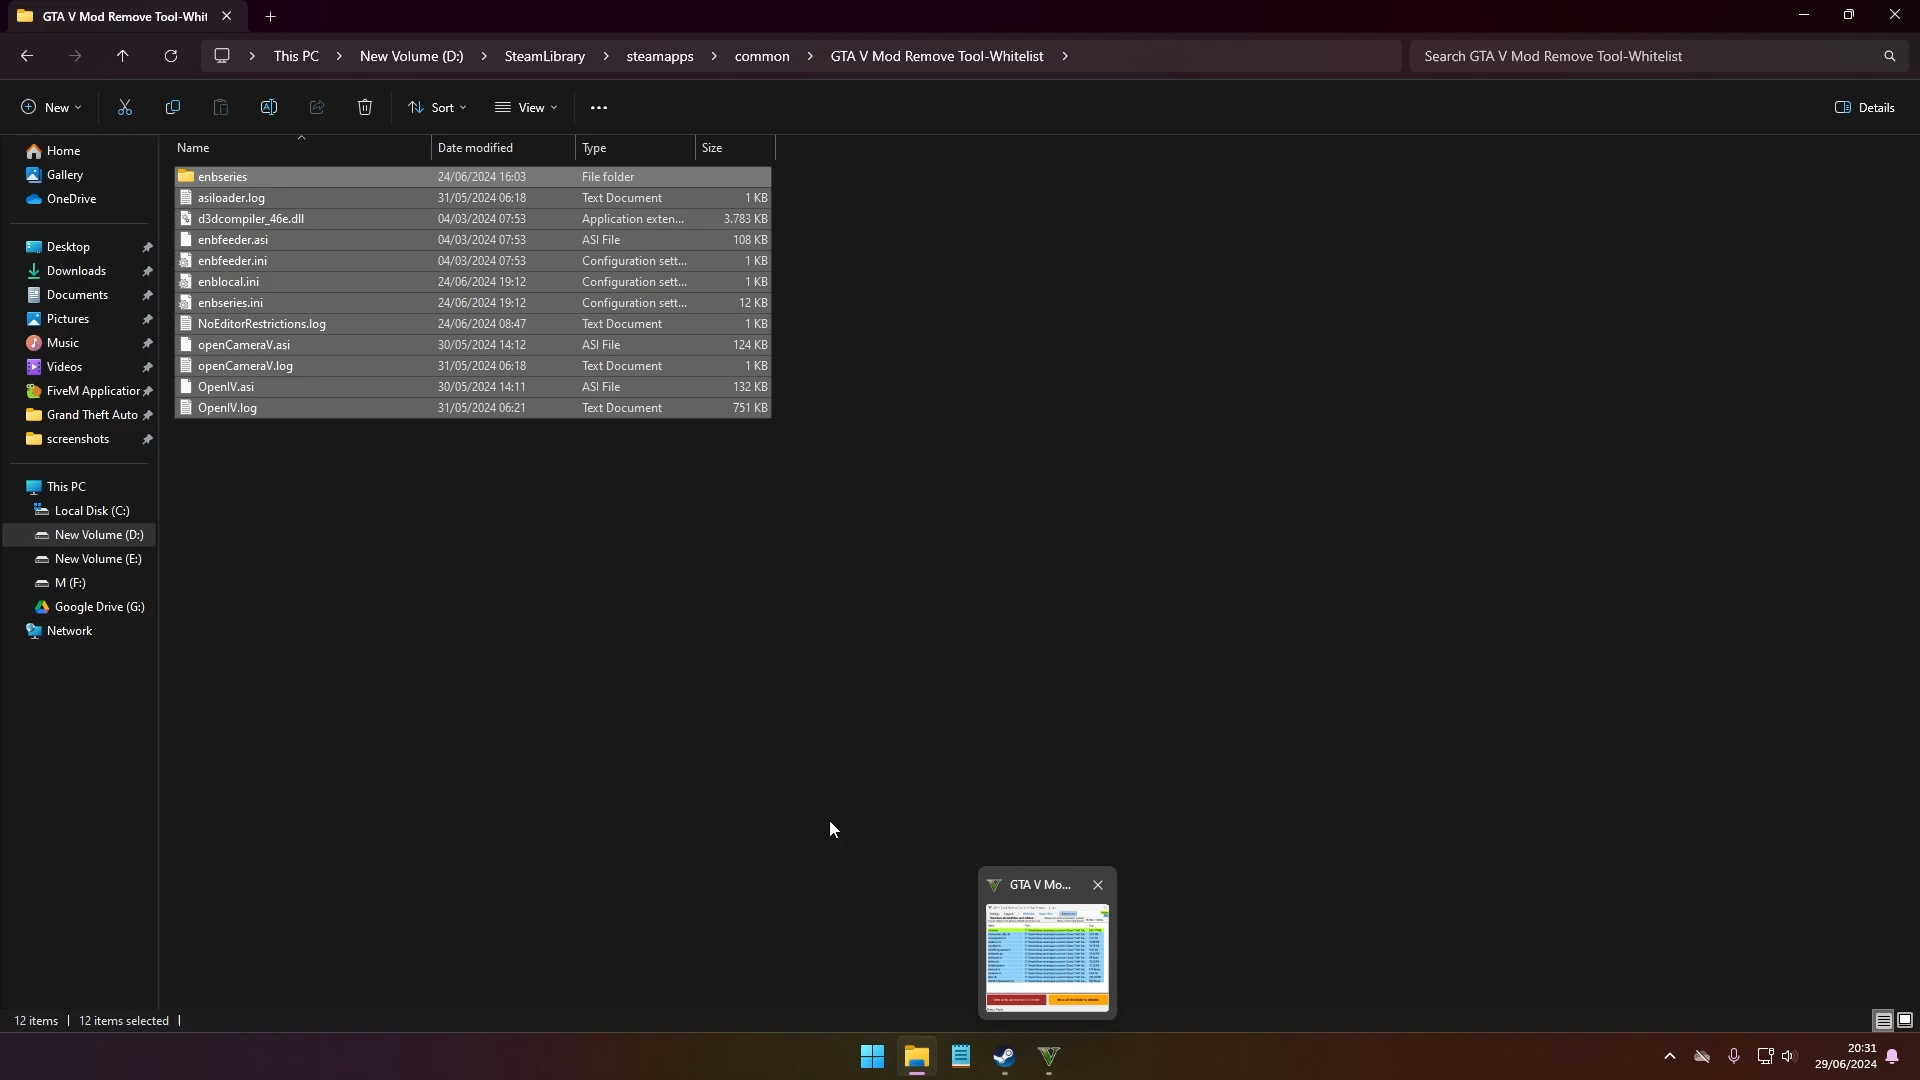 GTA V Mod Remove Tool-Whit
This PC > New Volume (D:) > SteamLibrary > steamapps > common > GTA V Mod Remove Tool-Whitelist >
Search GTA V Mod Remove Tool-Whitelist
New
Sort
View
Details
Name Date modified Type Size
enbseries 24/06/2024 16:03 File folder
asiloader.log 31/05/2024 06:18 Text Document 1 KB
d3dcompiler_46e.dll 04/03/2024 07:53 Application exten... 3.783 KB
enbfeeder.asi 04/03/2024 07:53 ASI File 108 KB
enbfeeder.ini 04/03/2024 07:53 Configuration sett... 1 KB
enblocal.ini 24/06/2024 19:12 Configuration sett... 1 KB
enbseries.ini 24/06/2024 19:12 Configuration sett... 12 KB
NoEditorRestrictions.log 24/06/2024 08:47 Text Document 1 KB
openCameraV.asi 30/05/2024 14:12 ASI File 124 KB
openCameraV.log 31/05/2024 06:18 Text Document 1 KB
OpenIV.asi 30/05/2024 14:11 ASI File 132 KB
OpenIV.log 31/05/2024 06:21 Text Document 751 KB
Home
Gallery
OneDrive
Desktop
Downloads
Documents
Pictures
Music
Videos
FiveM Application
Grand Theft Auto
screenshots
This PC
Local Disk (C:)
New Volume (D:)
New Volume (E:)
M (F:)
Google Drive (G:)
Network
GTA V Mo...
12 items | 12 items selected |
20:31
29/06/2024